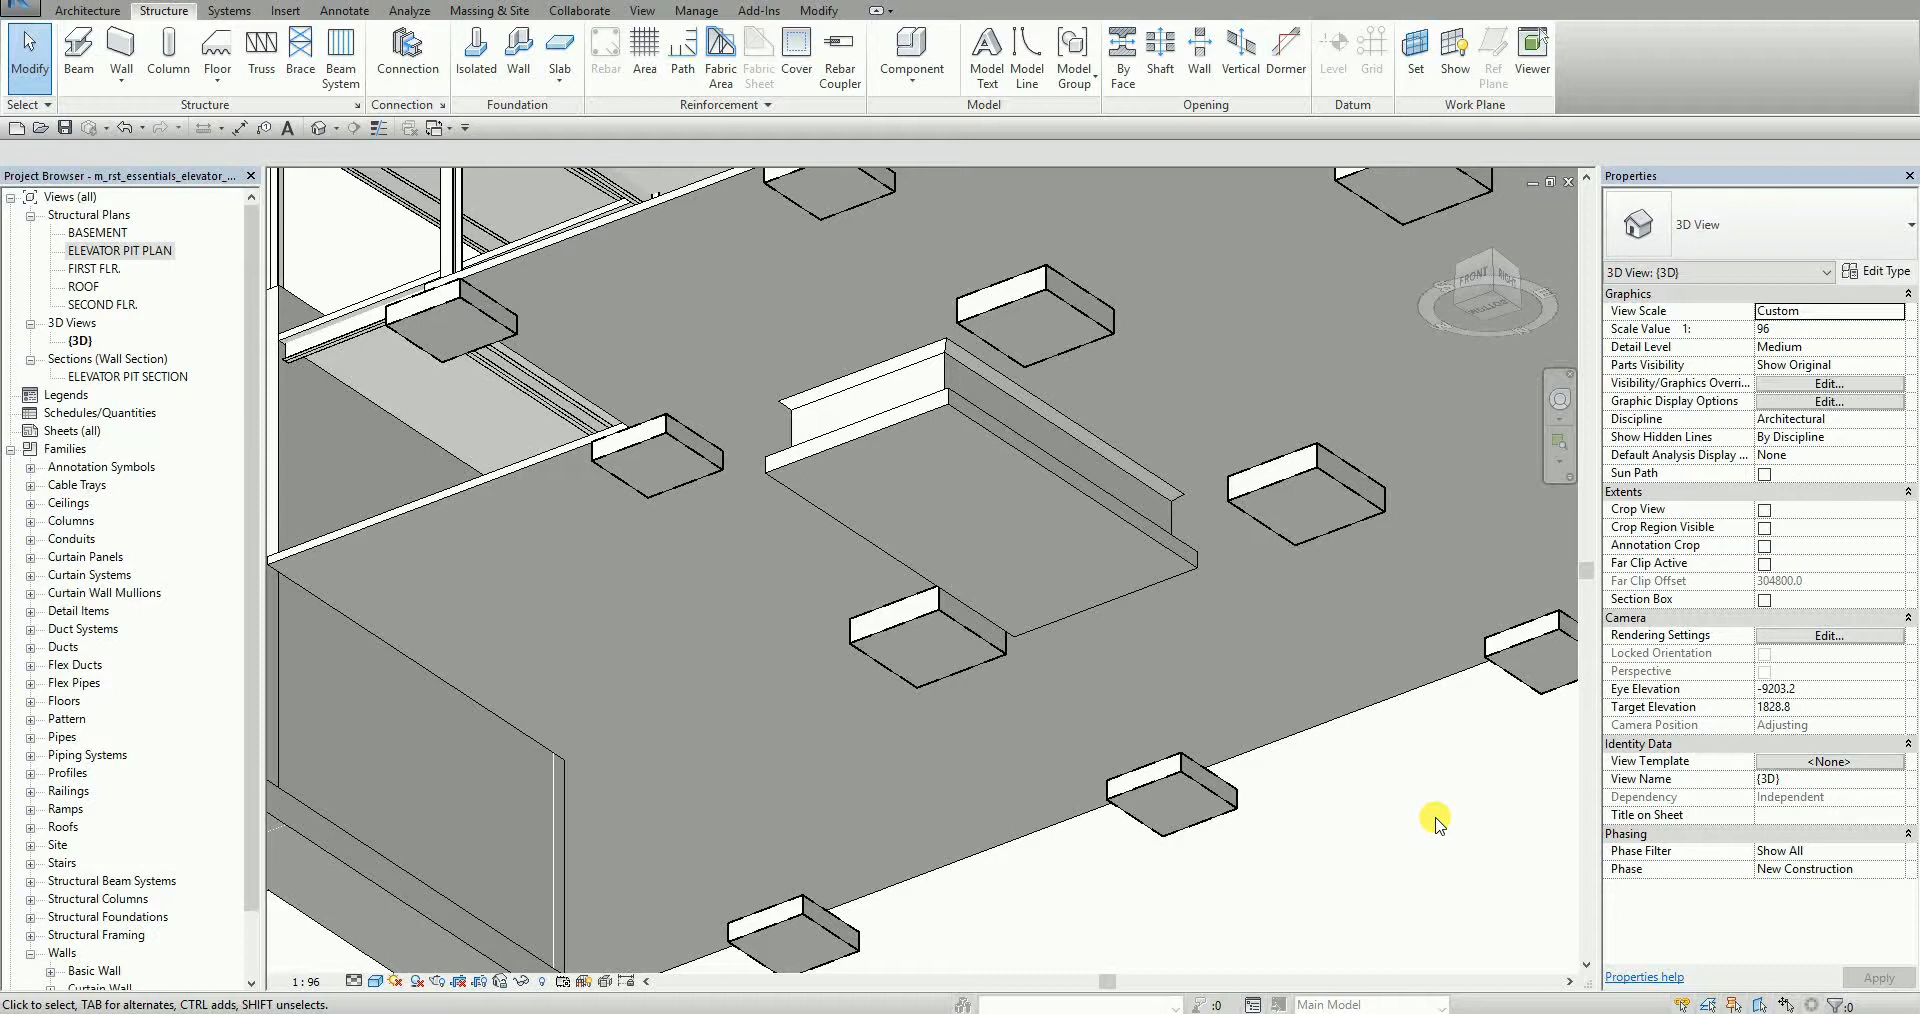 Architecture Structure Systems Insert Annotate Analyze Massing & Site Collaborate View Manage Add-Ins Modify
Modify Beam Wall Column Floor Truss Brace Beam System Connection Isolated Wall Slab Rebar Area Path Fabric Area Fabric Sheet Cover Rebar Coupler Component Model Text Model Line Model Group By Face Shaft Wall Vertical Dormer Level Grid Set Show Ref Plane Viewer
Select Structure Connection Foundation Reinforcement Model Opening Datum Work Plane
Project Browser - m_rst_essentials_elevator_...
Views (all)
Structural Plans
BASEMENT
ELEVATOR PIT PLAN
FIRST FLR.
ROOF
SECOND FLR.
3D Views
{3D}
Sections (Wall Section)
ELEVATOR PIT SECTION
Legends
Schedules/Quantities
Sheets (all)
Families
Annotation Symbols
Cable Trays
Ceilings
Columns
Conduits
Curtain Panels
Curtain Systems
Curtain Wall Mullions
Detail Items
Duct Systems
Ducts
Flex Ducts
Flex Pipes
Floors
Pattern
Pipes
Piping Systems
Profiles
Railings
Ramps
Roofs
Site
Stairs
Structural Beam Systems
Structural Columns
Structural Foundations
Structural Framing
Walls
Basic Wall
Curtain Wall
FRONT RIGHT
BOTTOM
1 : 96
Properties
3D View
3D View: {3D} Edit Type
Graphics
View Scale Custom
Scale Value 1: 96
Detail Level Medium
Parts Visibility Show Original
Visibility/Graphics Overri... Edit...
Graphic Display Options Edit...
Discipline Architectural
Show Hidden Lines By Discipline
Default Analysis Display ... None
Sun Path
Extents
Crop View
Crop Region Visible
Annotation Crop
Far Clip Active
Far Clip Offset 304800.0
Section Box
Camera
Rendering Settings Edit...
Locked Orientation
Perspective
Eye Elevation -9203.2
Target Elevation 1828.8
Camera Position Adjusting
Identity Data
View Template <None>
View Name {3D}
Dependency Independent
Title on Sheet
Phasing
Phase Filter Show All
Phase New Construction
Properties help Apply
Click to select, TAB for alternates, CTRL adds, SHIFT unselects. :0 Main Model :0